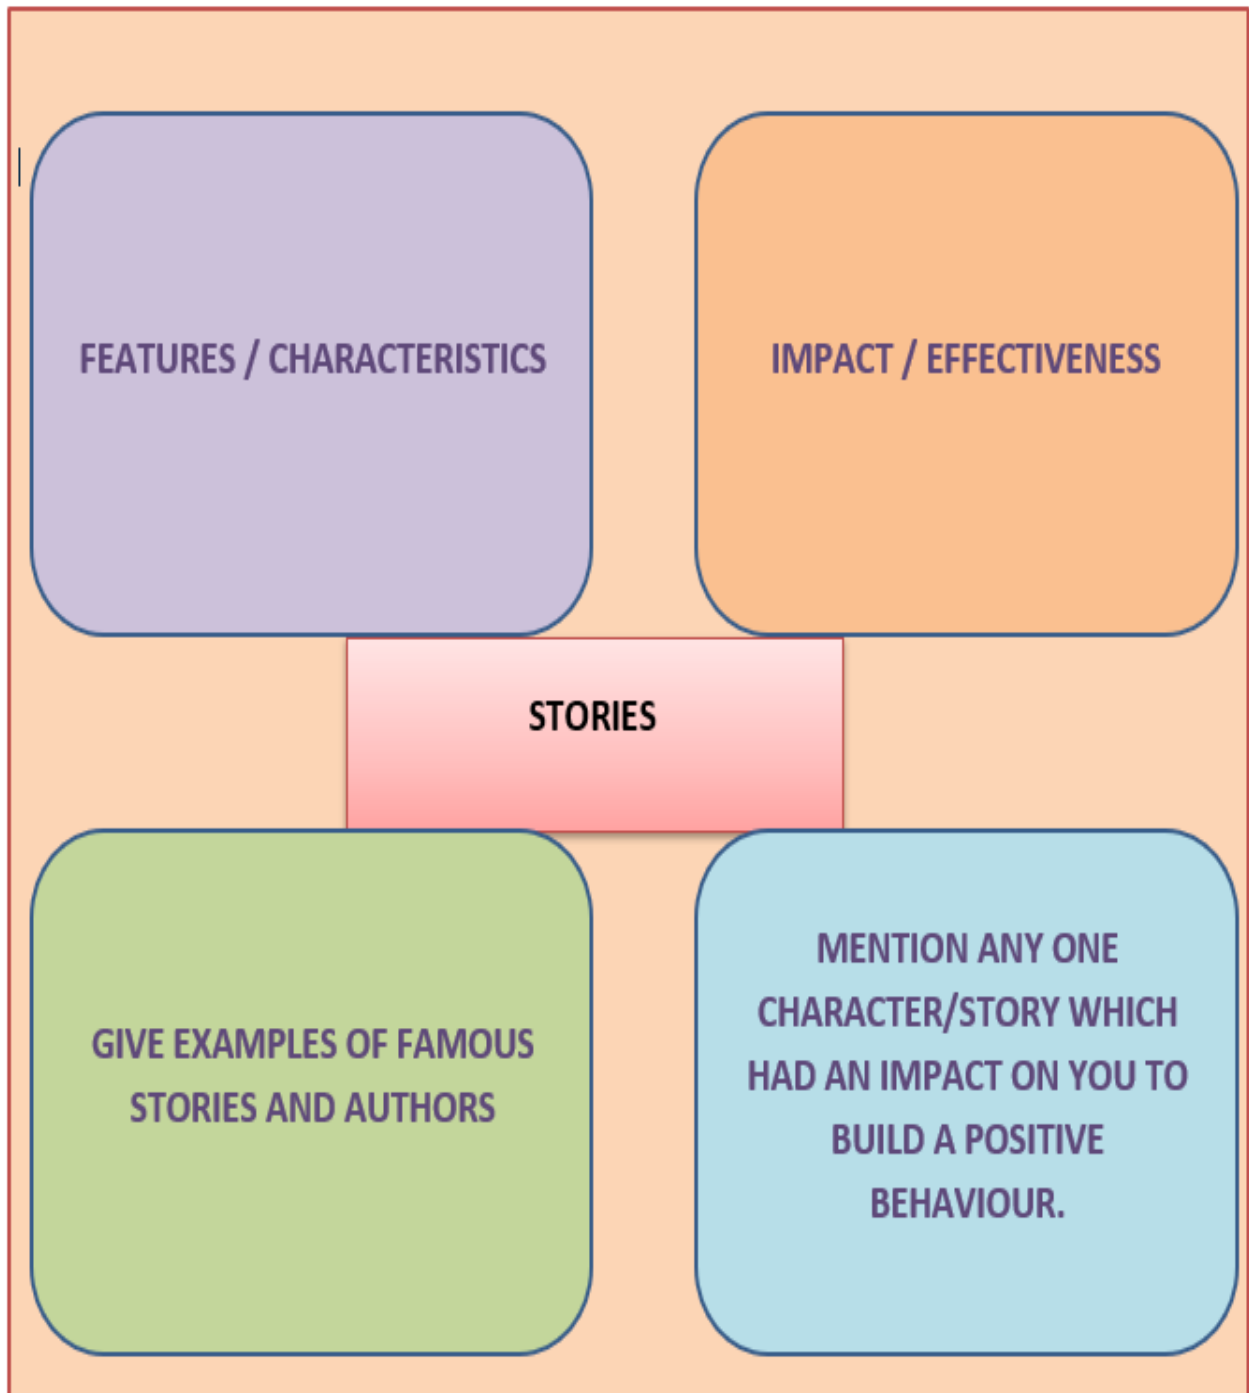 FEATURES / CHARACTERISTICS
IMPACT / EFFECTIVENESS
STORIES
GIVE EXAMPLES OF FAMOUS
STORIES AND AUTHORS
MENTION ANY ONE
CHARACTER/STORY WHICH
HAD AN IMPACT ON YOU TO
BUILD A POSITIVE
BEHAVIOUR.